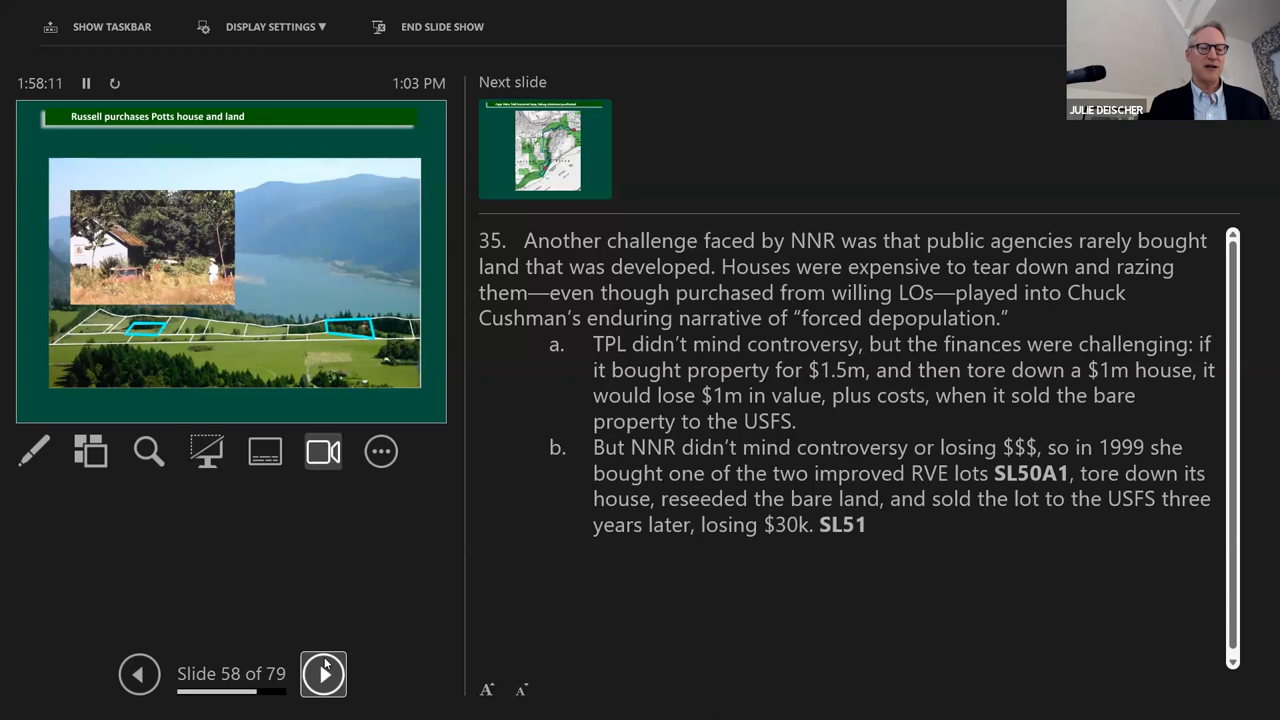 SHOW TASKBAR
DISPLAY SETTINGS ▼
END SLIDE SHOW
JULIE DEISCHER
1:58:11
1:03 PM
Russell purchases Potts house and land
Next slide
35. Another challenge faced by NNR was that public agencies rarely bought
land that was developed. Houses were expensive to tear down and razing
them—even though purchased from willing LOs—played into Chuck
Cushman’s enduring narrative of “forced depopulation.”
a. TPL didn’t mind controversy, but the finances were challenging: if
it bought property for $1.5m, and then tore down a $1m house, it
would lose $1m in value, plus costs, when it sold the bare
property to the USFS.
b. But NNR didn’t mind controversy or losing $$$, so in 1999 she
bought one of the two improved RVE lots SL50A1, tore down its
house, reseeded the bare land, and sold the lot to the USFS three
years later, losing $30k. SL51
Slide 58 of 79
A A